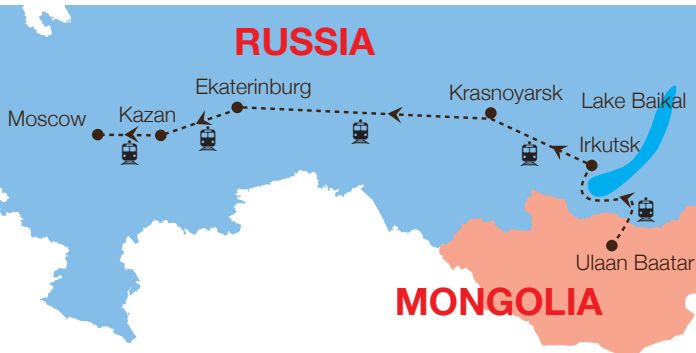 RUSSIA
Ekaterinburg
Krasnoyarsk
Lake Baikal
Moscow
Kazan
Irkutsk
Ulaan Baatar
MONGOLIA